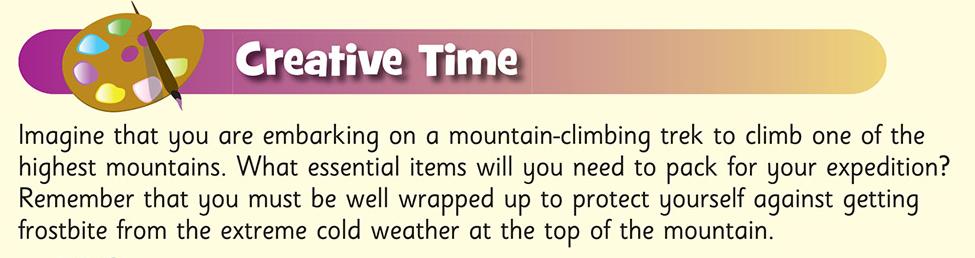 Creative Time
Imagine that you are embarking on a mountain-climbing trek to climb one of the
highest mountains. What essential items will you need to pack for your expedition?
Remember that you must be well wrapped up to protect yourself against getting
frostbite from the extreme cold weather at the top of the mountain.